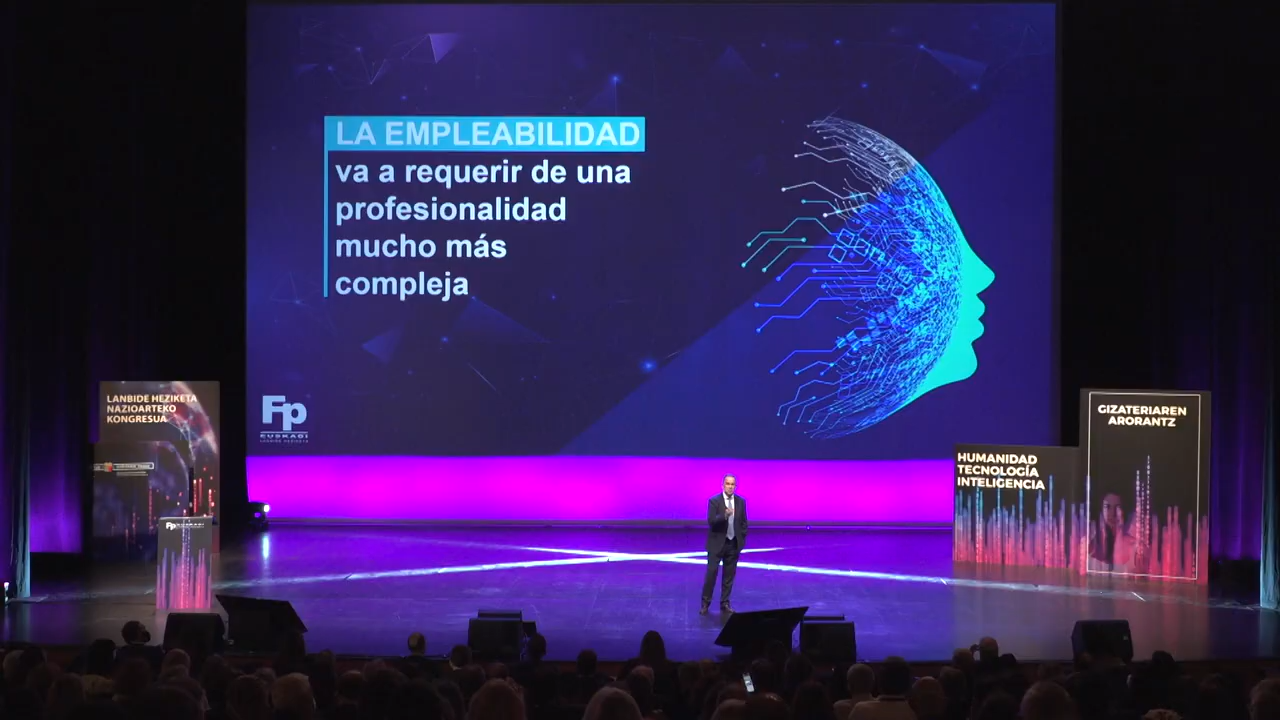 LA EMPLEABILIDAD
va a requerir de una
profesionalidad
mucho más
compleja
Fp
EUSKADI
LANBIDE HEZIKETA
LANBIDE HEZIKETA
NAZIOARTEKO
KONGRESUA
Fp
HUMANIDAD
TECNOLOGÍA
INTELIGENCIA
GIZATERIAREN
ARORANTZ